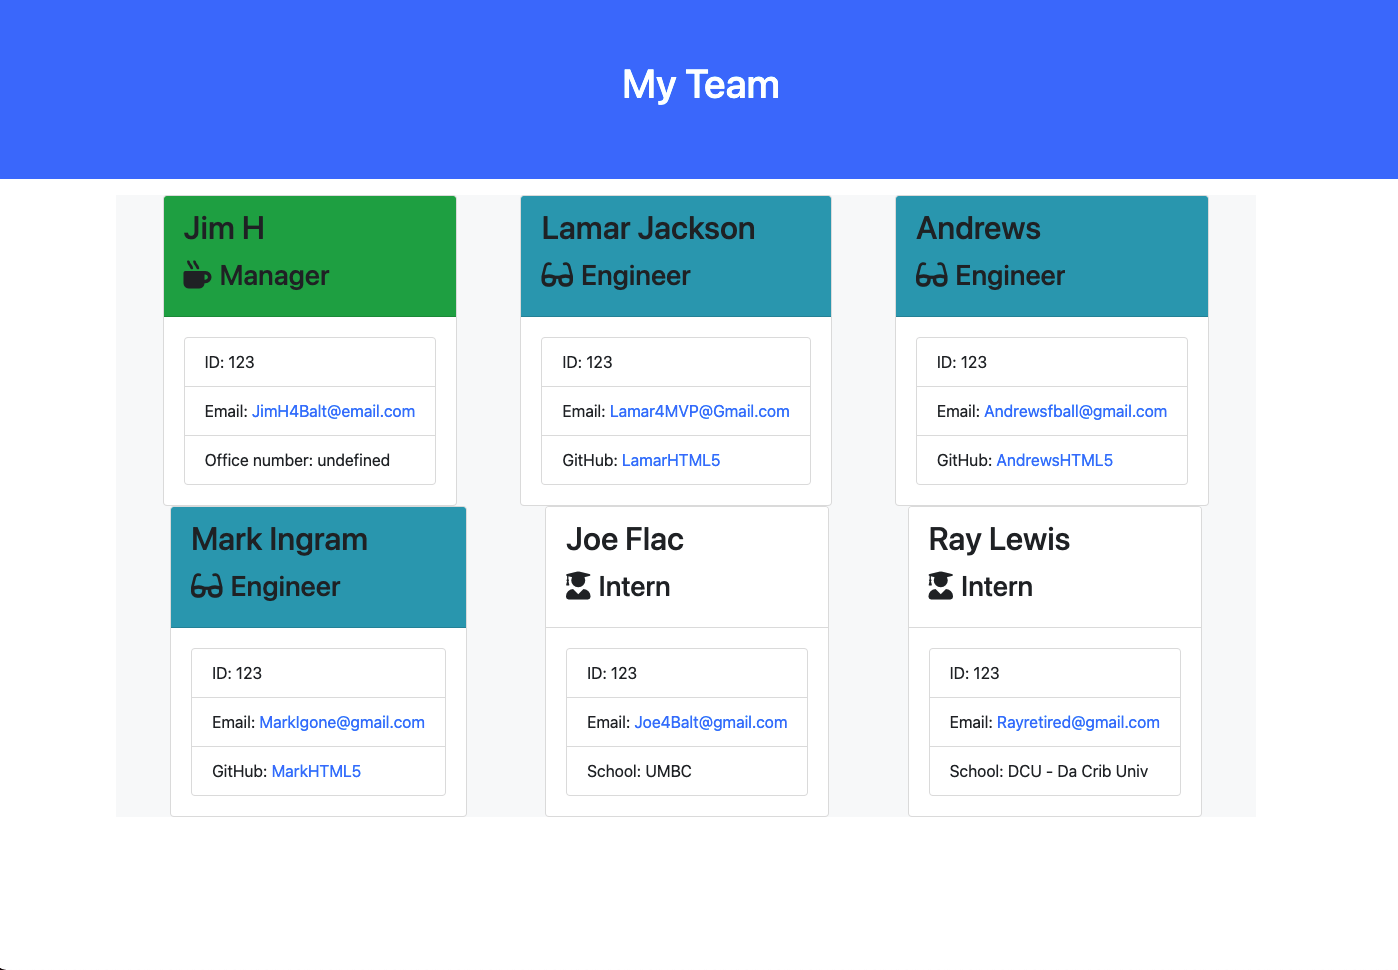 My Team
Jim H
Manager
ID: 123
Email: JimH4Balt@email.com
Office number: undefined
Lamar Jackson
Engineer
ID: 123
Email: Lamar4MVP@Gmail.com
GitHub: LamarHTML5
Andrews
Engineer
ID: 123
Email: Andrewsfball@gmail.com
GitHub: AndrewsHTML5
Mark Ingram
Engineer
ID: 123
Email: MarkIgone@gmail.com
GitHub: MarkHTML5
Joe Flac
Intern
ID: 123
Email: Joe4Balt@gmail.com
School: UMBC
Ray Lewis
Intern
ID: 123
Email: Rayretired@gmail.com
School: DCU - Da Crib Univ